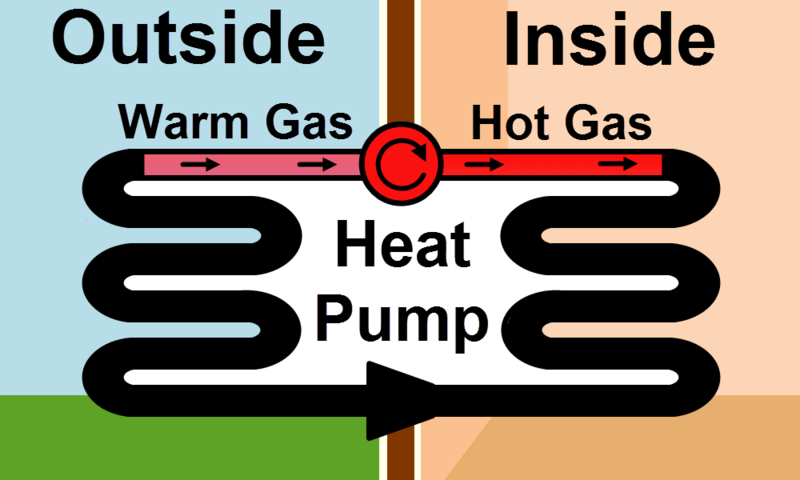 Outside
Inside
Warm Gas
Hot Gas
Heat
Pump